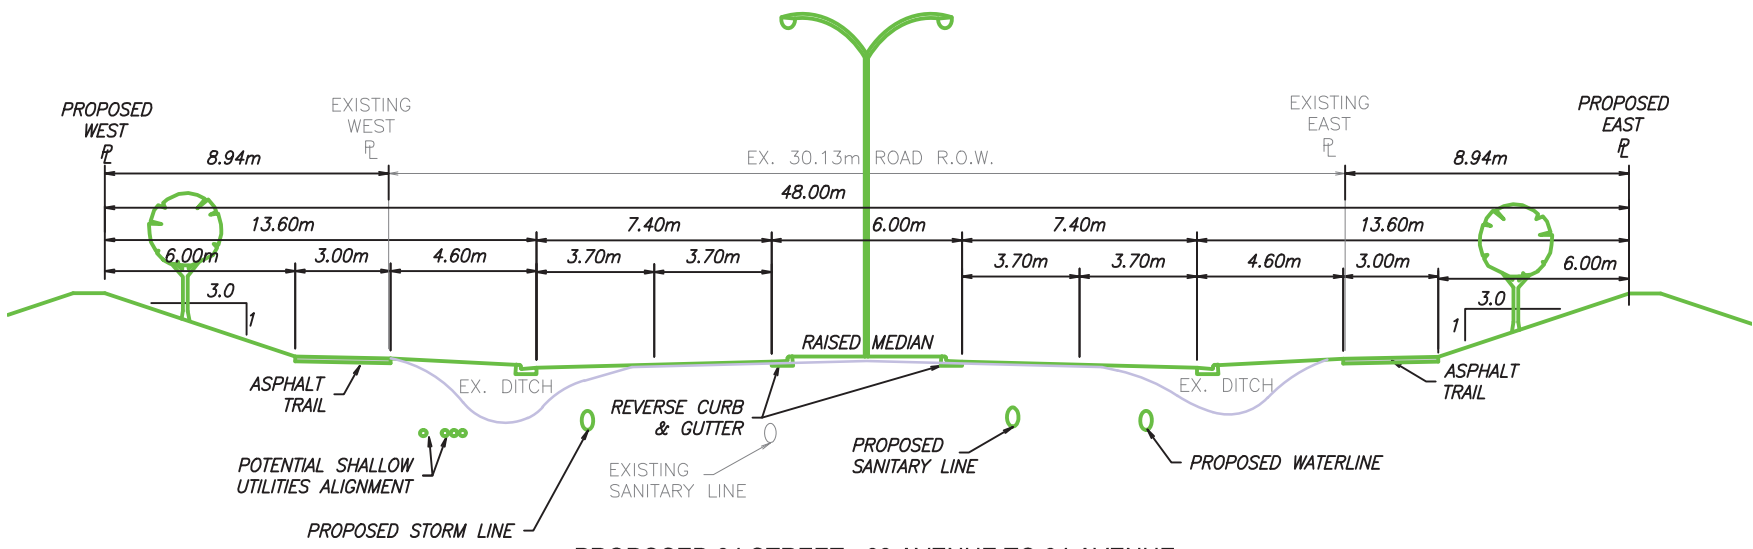 PROPOSED
WEST
PL
EXISTING
WEST
PL
EXISTING
EAST
PL
PROPOSED
EAST
PL
8.94m
EX. 30.13m ROAD R.O.W.
8.94m
48.00m
13.60m
7.40m
6.00m
7.40m
13.60m
6.00m
3.00m
4.60m
3.70m
3.70m
3.70m
3.70m
4.60m
3.00m
6.00m
3.0
1
3.0
1
RAISED MEDIAN
ASPHALT
TRAIL
EX. DITCH
REVERSE CURB
& GUTTER
EX. DITCH
ASPHALT
TRAIL
POTENTIAL SHALLOW
UTILITIES ALIGNMENT
EXISTING
SANITARY LINE
PROPOSED
SANITARY LINE
PROPOSED WATERLINE
PROPOSED STORM LINE